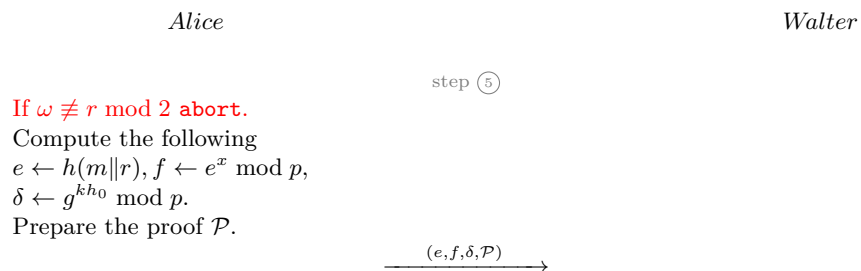 Alice Walter
step ⑤
If ω ≢ r mod 2 abort.
Compute the following
e ← h(m‖r), f ← e^x mod p,
δ ← g^{kh_0} mod p.
Prepare the proof 𝒫.
(e,f,δ,𝒫)